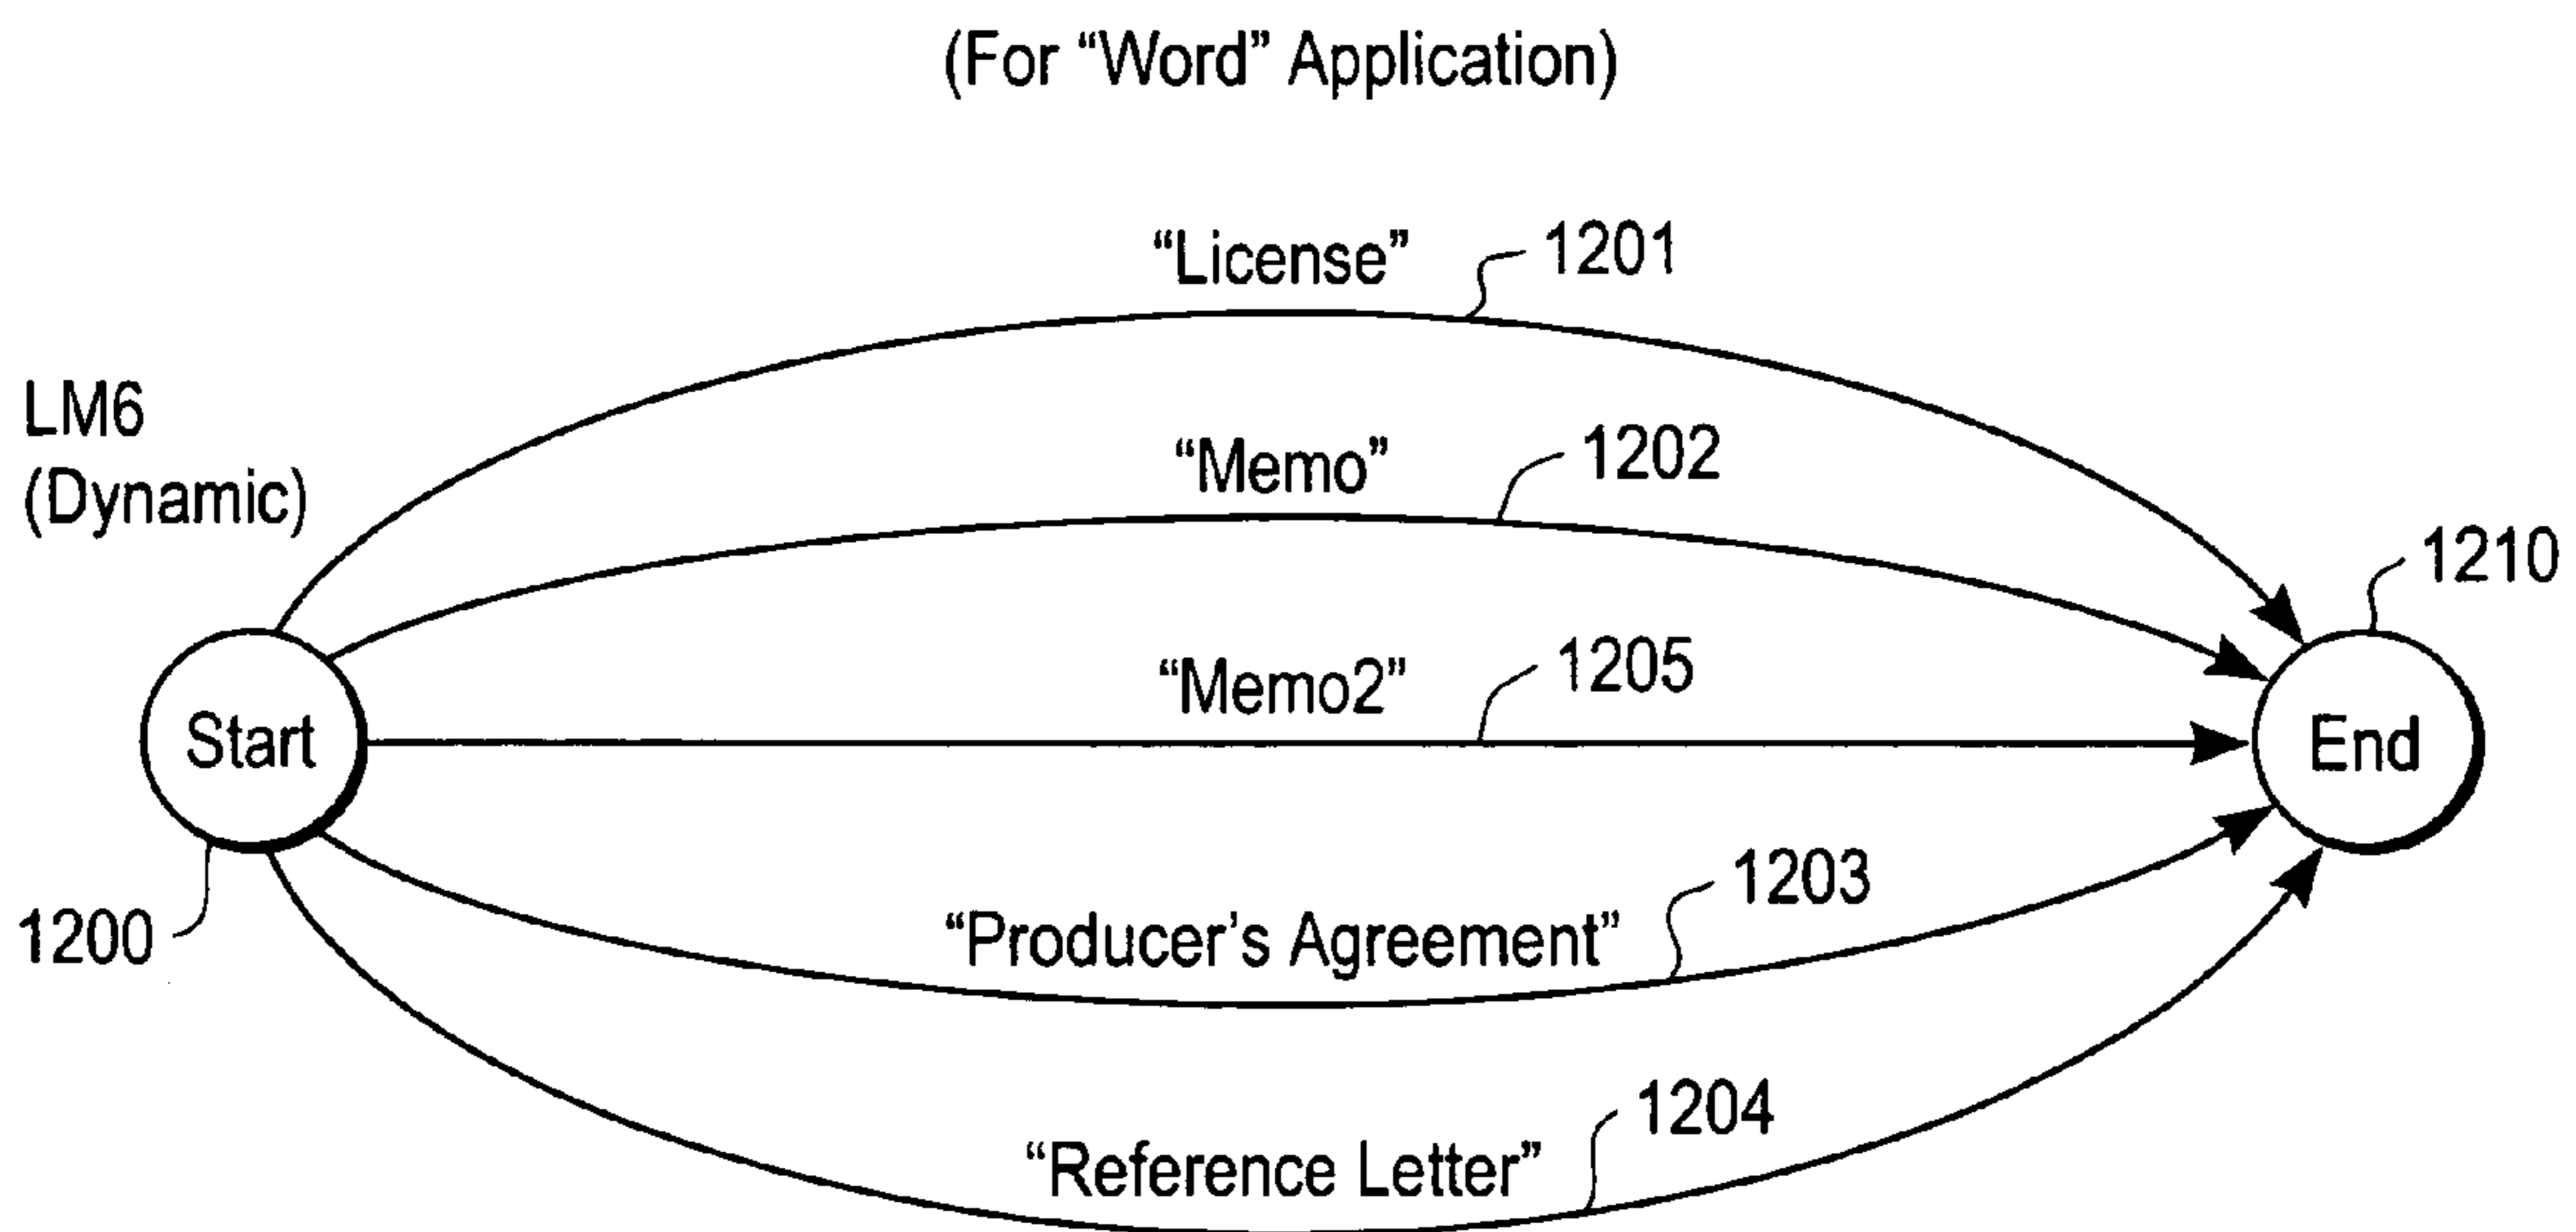 (For “Word” Application)
“License”
1201
LM6
(Dynamic)
“Memo”
1202
1210
“Memo2”
1205
Start
End
1203
1200
“Producer’s Agreement”
1204
“Reference Letter”